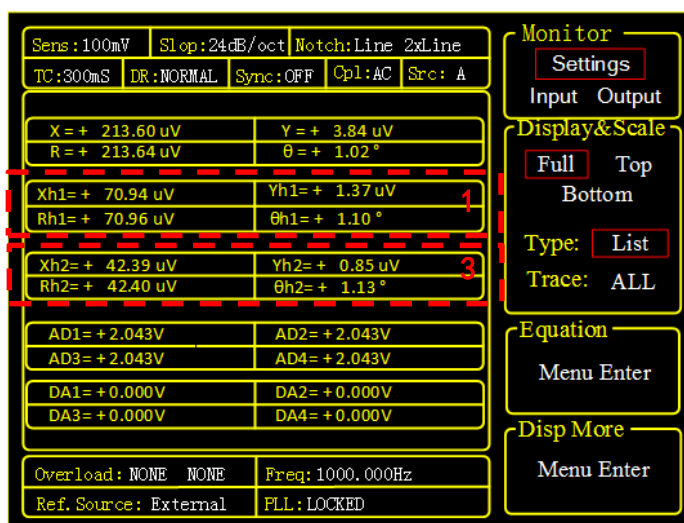 Sens:100mV Slop:24dB/oct Notch:Line 2xLine
TC:300mS DR:NORMAL Sync:OFF Cpl:AC Src: A
X = + 213.60 uV Y = + 3.84 uV
R = + 213.64 uV θ = + 1.02 °
Xh1= + 70.94 uV Yh1= + 1.37 uV
1
Rh1= + 70.96 uV θh1= + 1.10 °
Xh2= + 42.39 uV Yh2= + 0.85 uV
3
Rh2= + 42.40 uV θh2= + 1.13 °
AD1= +2.043V AD2= +2.043V
AD3= +2.043V AD4= +2.043V
DA1= +0.000V DA2= +0.000V
DA3= +0.000V DA4= +0.000V
Overload: NONE NONE Freq: 1000.000Hz
Ref. Source: External PLL: LOCKED
Monitor
Settings
Input Output
Display&Scale
Full Top
Bottom
Type: List
Trace: ALL
Equation
Menu Enter
Disp More
Menu Enter